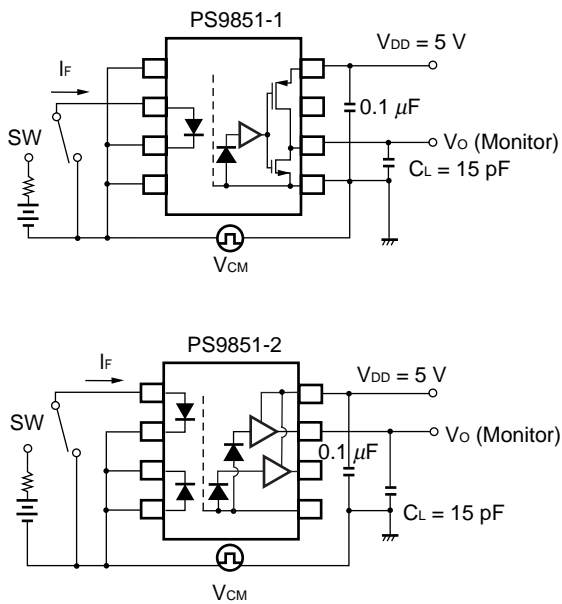 PS9851-1
VDD = 5 V
IF
0.1 μF
SW
VO (Monitor)
CL = 15 pF
VCM
PS9851-2
IF
VDD = 5 V
SW
VO (Monitor)
0.1 μF
CL = 15 pF
VCM